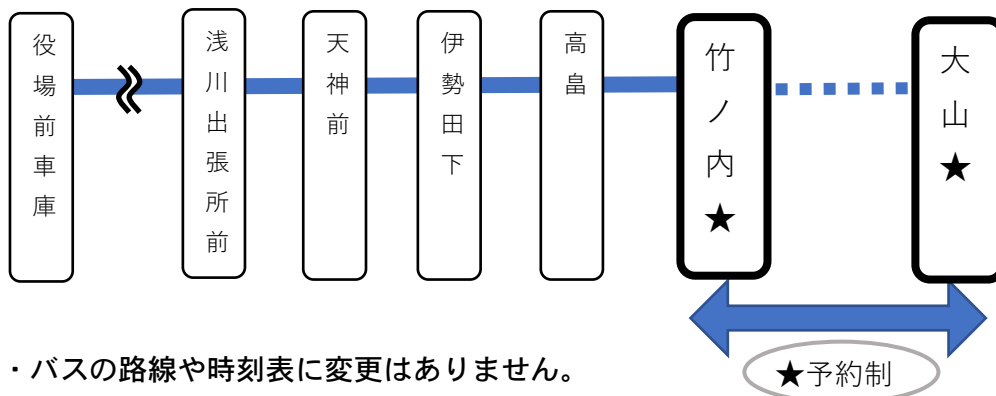 役場前車庫
浅川出張所前
天神前
伊勢田下
高畠
竹ノ内★
大山★
・バスの路線や時刻表に変更はありません。
★予約制